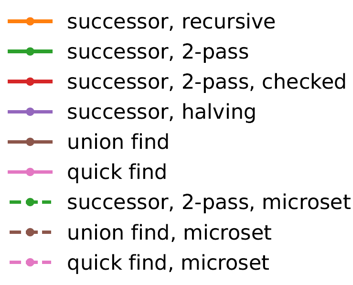 successor, recursive
successor, 2-pass
successor, 2-pass, checked
successor, halving
union find
quick find
successor, 2-pass, microset
union find, microset
quick find, microset